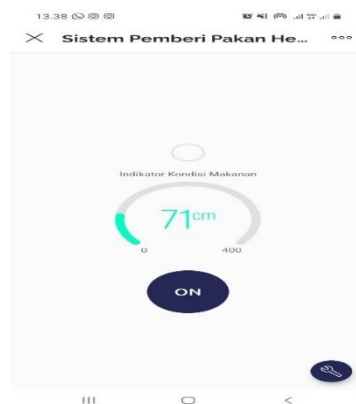 13.38
Sistem Pemberi Pakan He...
Indikator Kondisi Makanan
71cm
0 400
ON